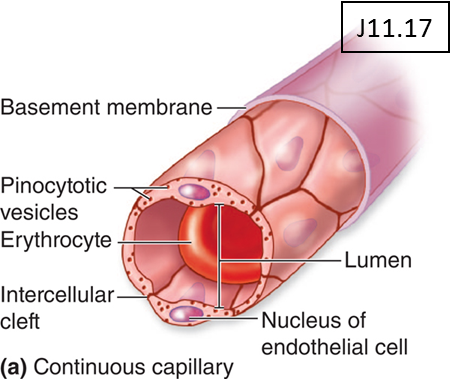 J11.17
Basement membrane
Pinocytotic
vesicles
Erythrocyte
Lumen
Intercellular
cleft
Nucleus of
endothelial cell
(a) Continuous capillary